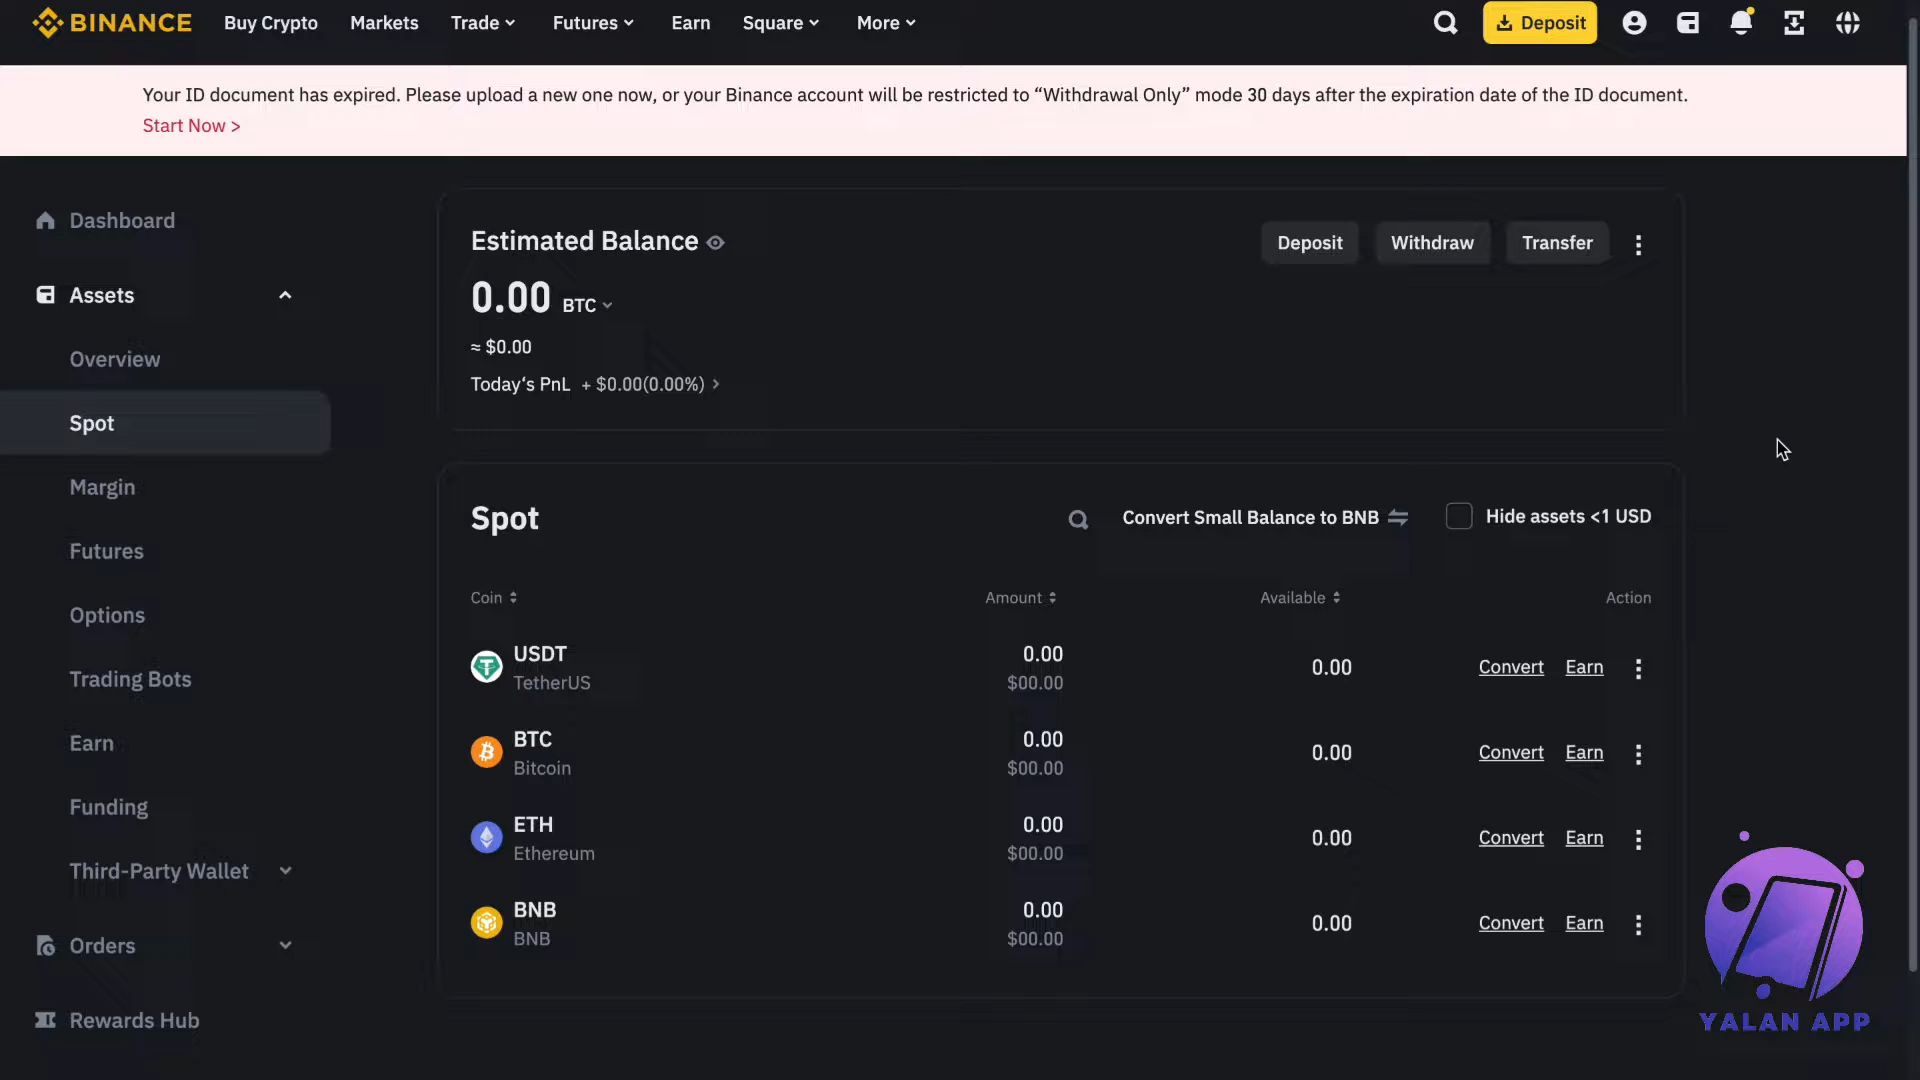 BINANCE
Buy Crypto
Markets
Trade
Futures
Earn
Square
More
Deposit
Your ID document has expired. Please upload a new one now, or your Binance account will be restricted to “Withdrawal Only” mode 30 days after the expiration date of the ID document.
Start Now >
Dashboard
Assets
Overview
Spot
Margin
Futures
Options
Trading Bots
Earn
Funding
Third-Party Wallet
Orders
Rewards Hub
Estimated Balance
Deposit
Withdraw
Transfer
0.00 BTC
≈ $0.00
Today‘s PnL + $0.00(0.00%) >
Spot
Convert Small Balance to BNB
Hide assets <1 USD
Coin
Amount
Available
Action
USDT
TetherUS
0.00
$00.00
0.00
Convert
Earn
BTC
Bitcoin
0.00
$00.00
0.00
Convert
Earn
ETH
Ethereum
0.00
$00.00
0.00
Convert
Earn
BNB
BNB
0.00
$00.00
0.00
Convert
Earn
YALAN APP